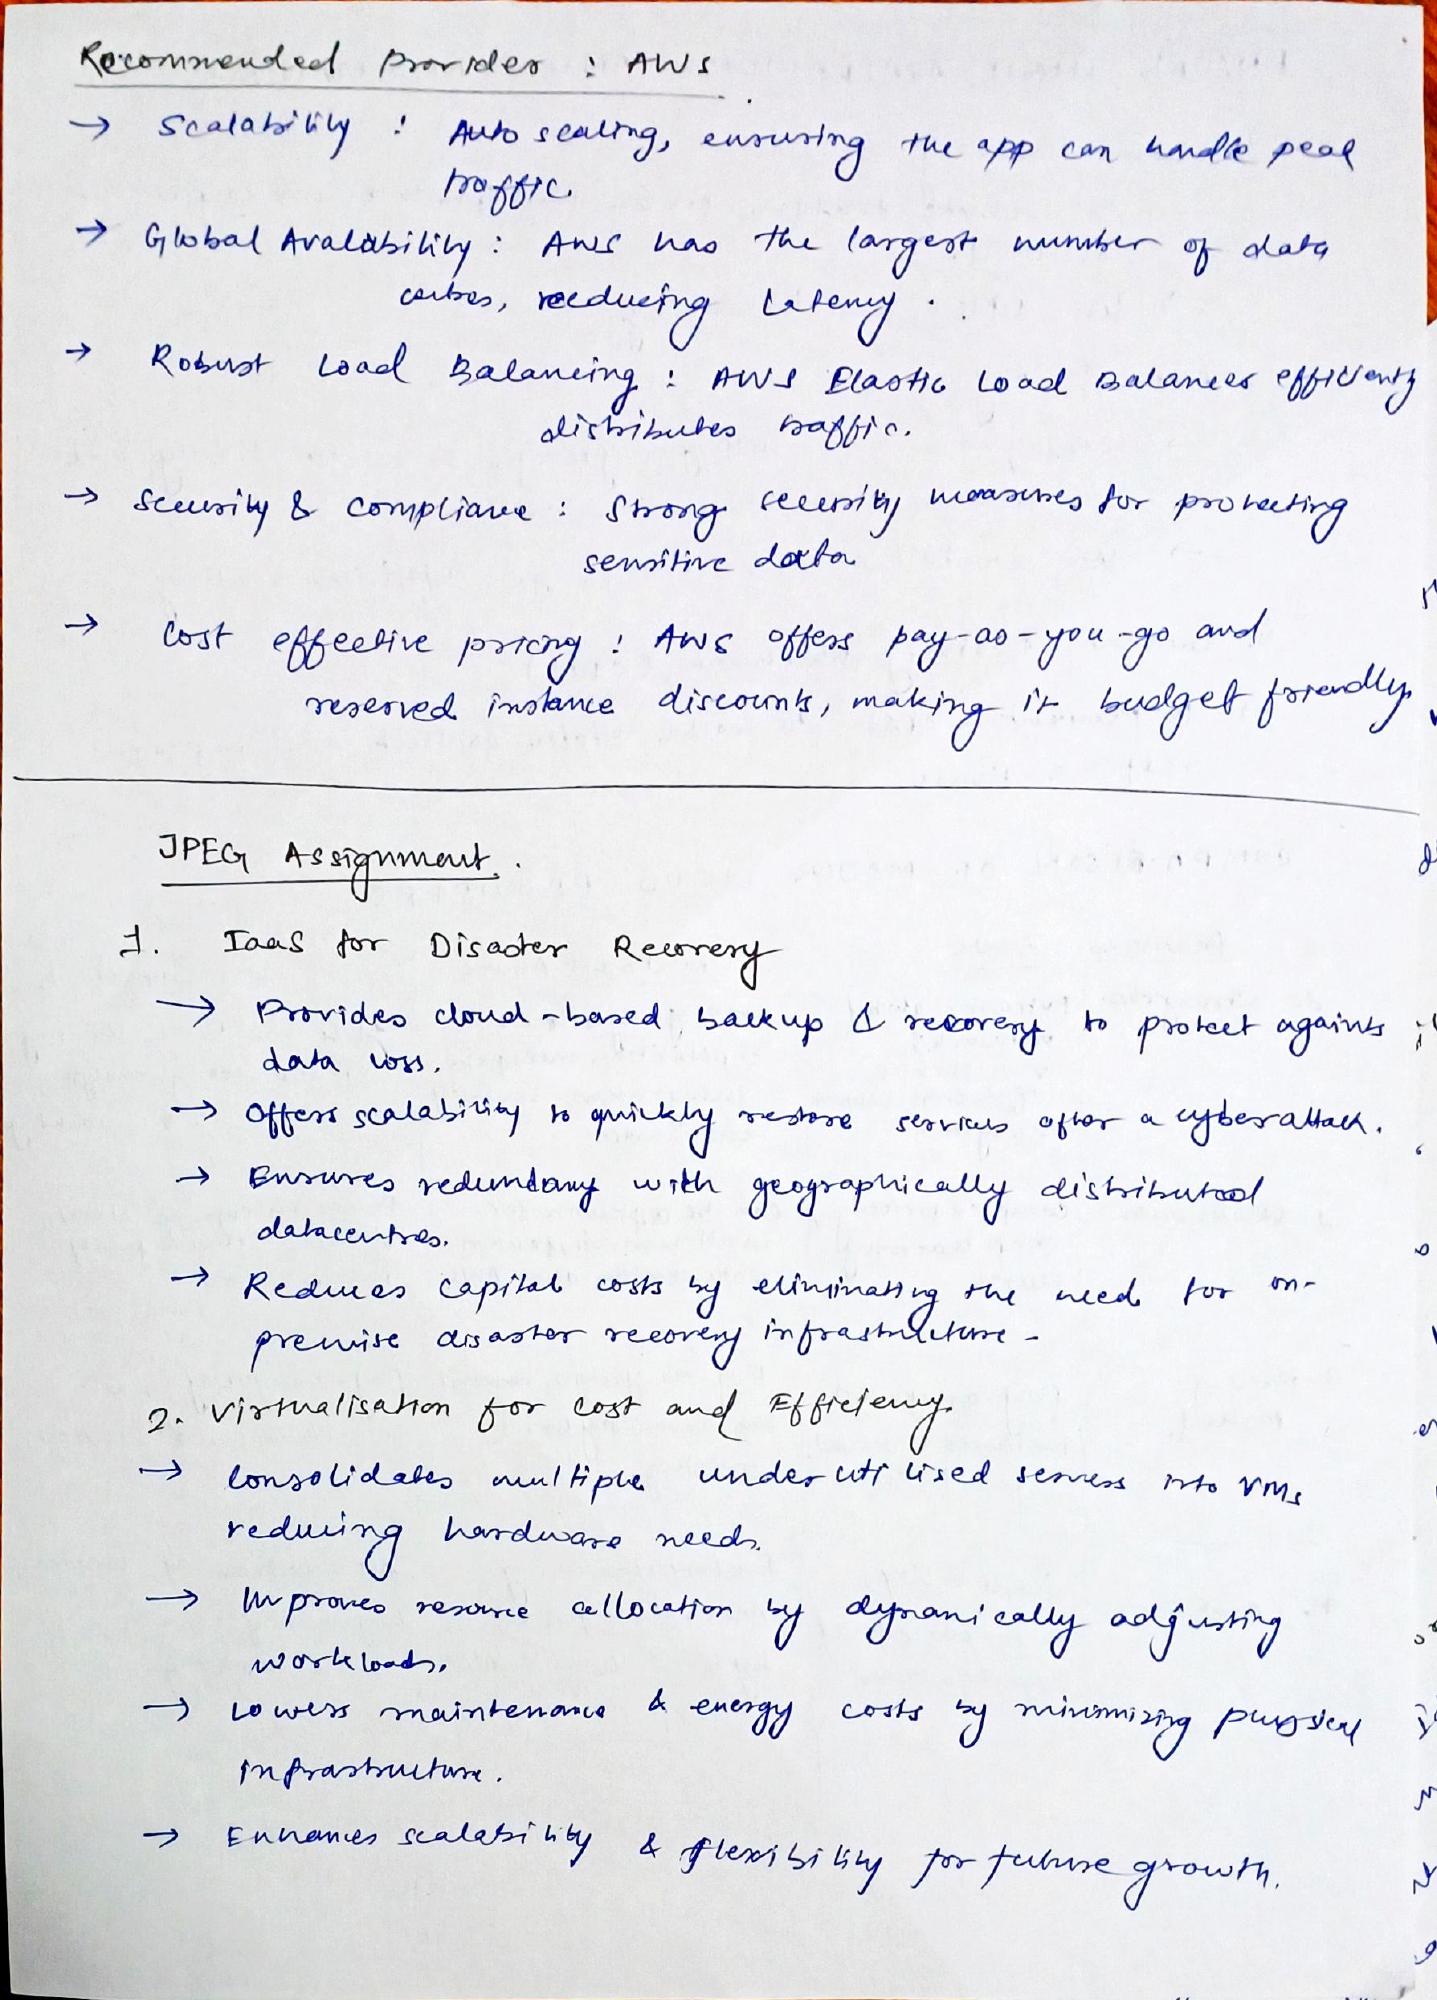 Recommended Provider : AWS
→ Scalability : Auto scaling, ensuring the app can handle peak
traffic.
→ Global Avalability : AWS has the largest number of data
centres, reducing latency.
→ Robust Load Balancing : AWS Elastic Load Balancer efficiently
distributes traffic.
→ Security & Compliance : Strong security measures for protecting
sensitive data
→ Cost effective pricing : AWS offers pay-as-you-go and
reserved instance discounts, making it budget friendly.
JPEG Assignment.
1. IaaS for Disaster Recovery
→ Provides cloud-based backup & recovery to protect againts
data loss.
→ Offers scalability to quickly restore services after a cyberattack.
→ Ensures redundancy with geographically distributed
datacentres.
→ Reduces capital costs by eliminating the need for on-
premise disaster recovery infrastructure-
2. Virtualisation for cost and Efficiency.
→ Consolidates multiple underutilised servers into VMs
reducing hardware needs.
→ Improves resource allocation by dynamically adjusting
workloads.
→ Lowers maintenance & energy costs by minimizing physical
infrastructure.
→ Enhances scalability & flexibility for future growth.